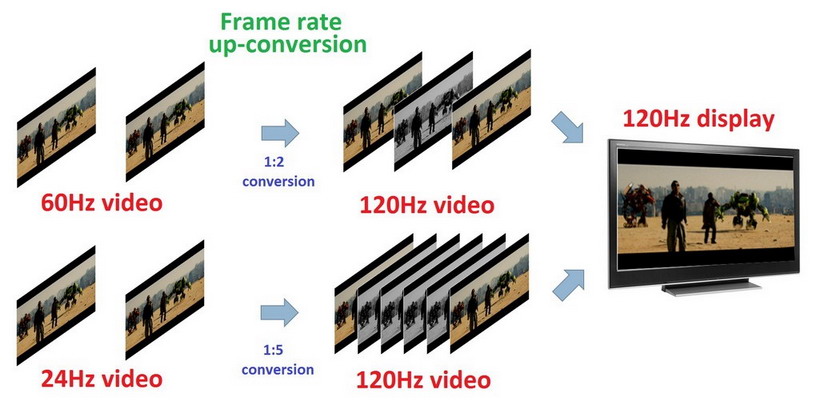 Frame rate
up-conversion
1:2
conversion
60Hz video
120Hz video
120Hz display
1:5
conversion
24Hz video
120Hz video